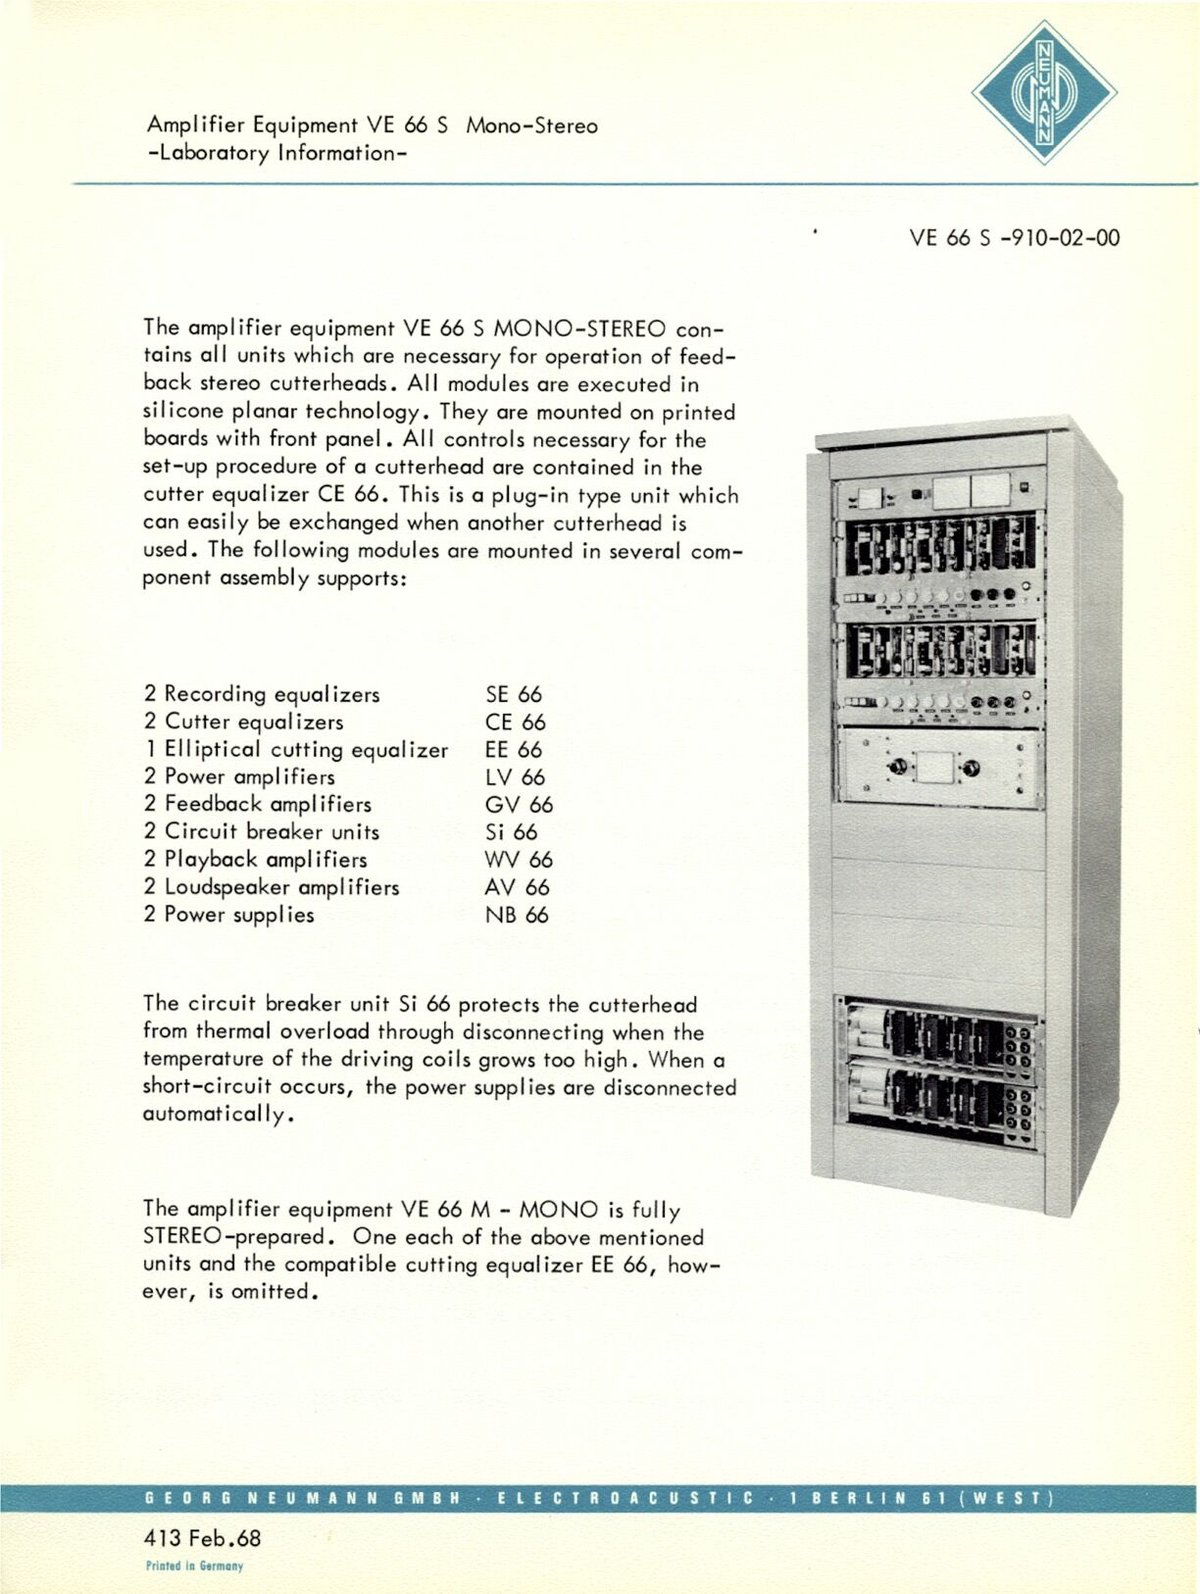 NEUMANN
Amplifier Equipment VE 66 S Mono-Stereo
-Laboratory Information-
VE 66 S -910-02-00
The amplifier equipment VE 66 S MONO-STEREO con-
tains all units which are necessary for operation of feed-
back stereo cutterheads. All modules are executed in
silicone planar technology. They are mounted on printed
boards with front panel. All controls necessary for the
set-up procedure of a cutterhead are contained in the
cutter equalizer CE 66. This is a plug-in type unit which
can easily be exchanged when another cutterhead is
used. The following modules are mounted in several com-
ponent assembly supports:
2 Recording equalizers SE 66
2 Cutter equalizers CE 66
1 Elliptical cutting equalizer EE 66
2 Power amplifiers LV 66
2 Feedback amplifiers GV 66
2 Circuit breaker units Si 66
2 Playback amplifiers WV 66
2 Loudspeaker amplifiers AV 66
2 Power supplies NB 66
The circuit breaker unit Si 66 protects the cutterhead
from thermal overload through disconnecting when the
temperature of the driving coils grows too high. When a
short-circuit occurs, the power supplies are disconnected
automatically.
The amplifier equipment VE 66 M - MONO is fully
STEREO-prepared. One each of the above mentioned
units and the compatible cutting equalizer EE 66, how-
ever, is omitted.
GEORG NEUMANN GMBH · ELECTROACUSTIC · 1 BERLIN 61 (WEST)
413 Feb.68
Printed in Germany